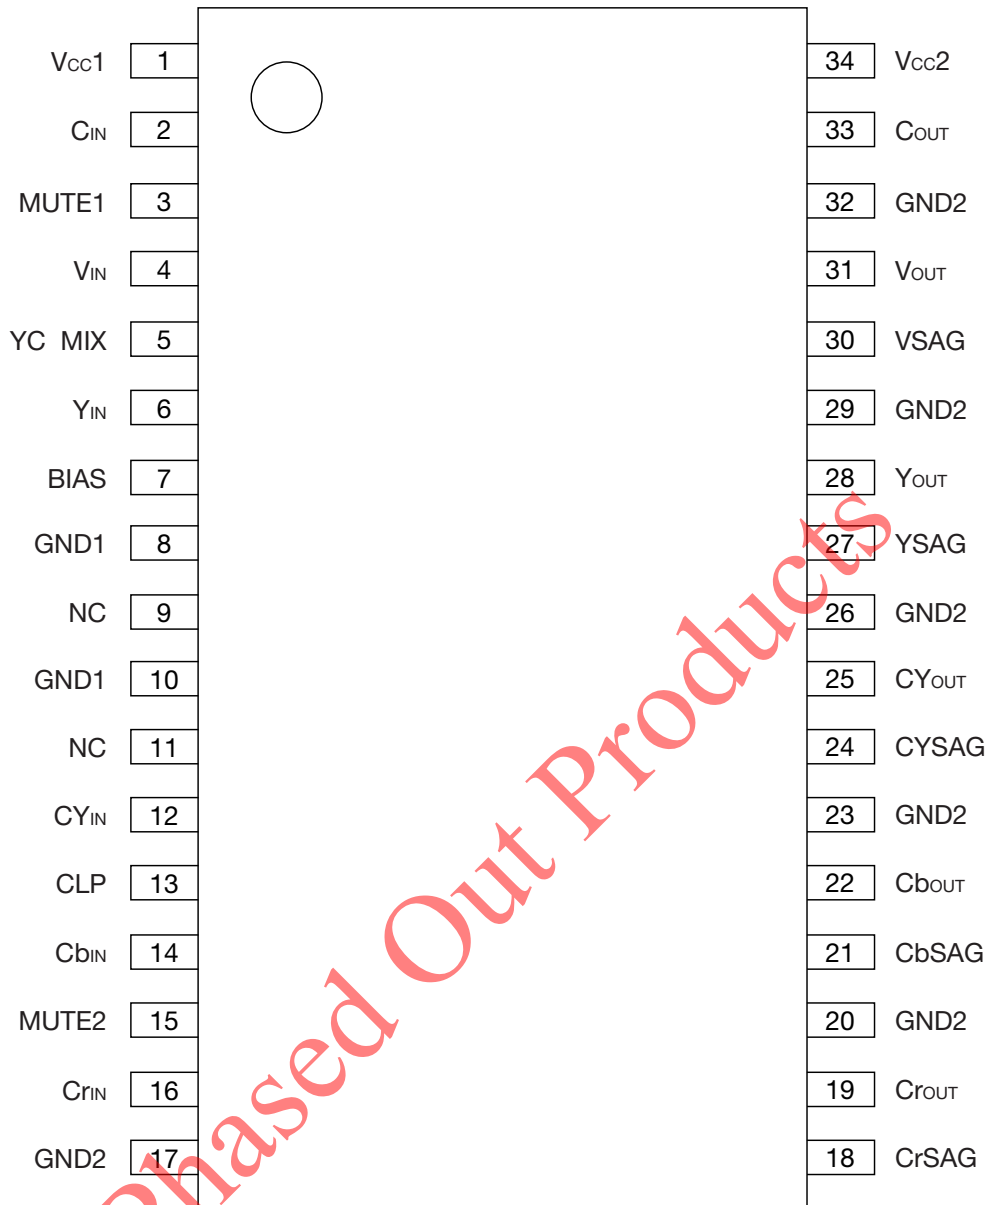 Vcc1 1 34 Vcc2
CIN 2 33 COUT
MUTE1 3 32 GND2
VIN 4 31 VOUT
YC MIX 5 30 VSAG
YIN 6 29 GND2
BIAS 7 28 YOUT
GND1 8 27 YSAG
NC 9 26 GND2
GND1 10 25 CYOUT
NC 11 24 CYSAG
CYIN 12 23 GND2
CLP 13 22 CbOUT
CbIN 14 21 CbSAG
MUTE2 15 20 GND2
CrIN 16 19 CrOUT
GND2 17 18 CrSAG
Phased Out Products